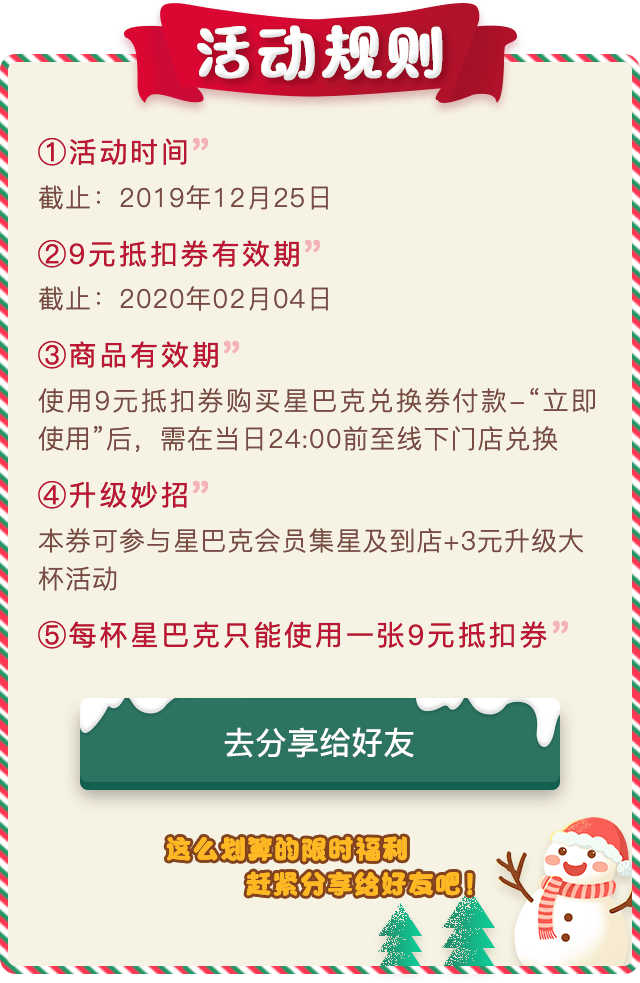 活动规则
①活动时间”
截止：2019年12月25日
②9元抵扣券有效期”
截止：2020年02月04日
③商品有效期”
使用9元抵扣券购买星巴克兑换券付款-“立即
使用”后，需在当日24:00前至线下门店兑换
④升级妙招”
本券可参与星巴克会员集星及到店+3元升级大
杯活动
⑤每杯星巴克只能使用一张9元抵扣券”
去分享给好友
这么划算的限时福利
赶紧分享给好友吧！